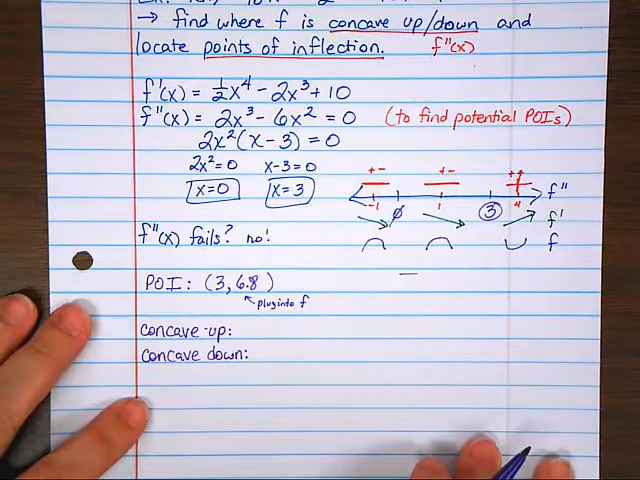 → find where f is concave up/down and
locate points of inflection. f"(x)
f'(x) = ½x⁴ - 2x³ + 10
f"(x) = 2x³ - 6x² = 0 (to find potential POIs)
2x²(x-3) = 0
2x²=0 x-3=0
x=0 x=3
+- +- ++
-1 0 1 3 4 f"
f'
f"(x) fails? no! f
POI: (3, 6.8)
plug into f
concave up:
concave down: